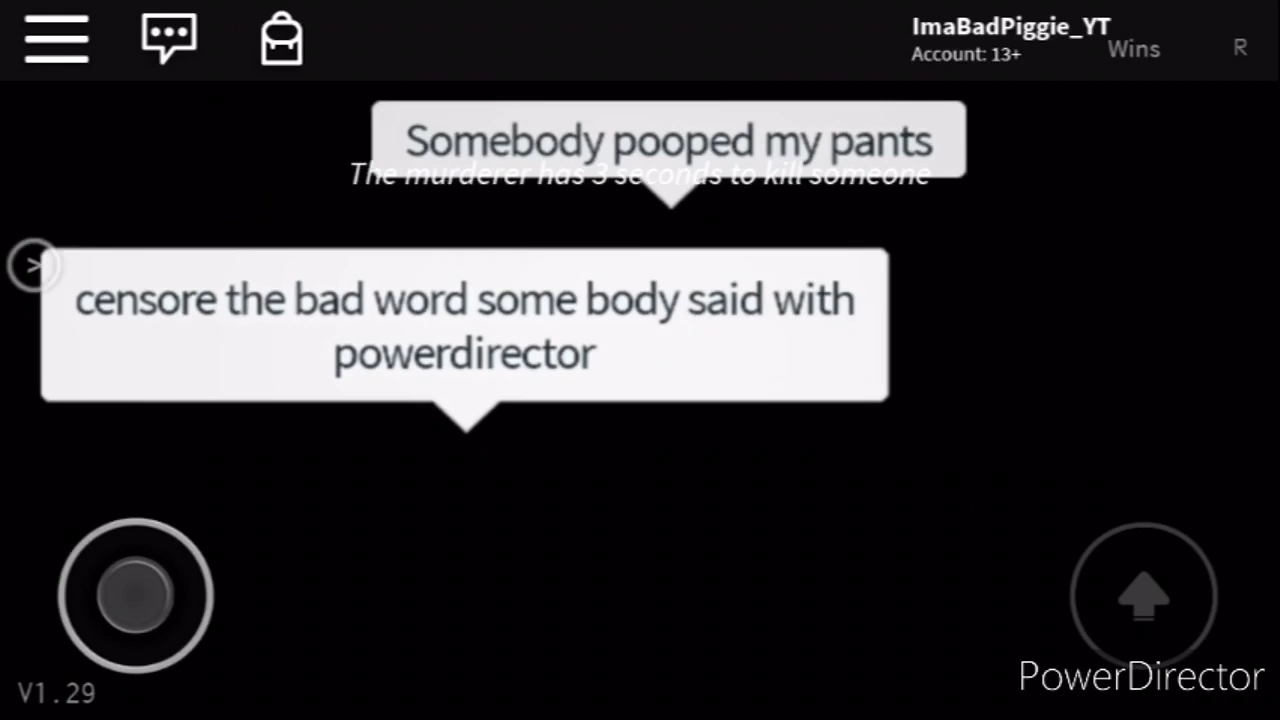 ImaBadPiggie_YT
Account: 13+
Wins
R
Somebody pooped my pants
The murderer has 3 seconds to kill someone
>
censore the bad word some body said with
powerdirector
V1.29
PowerDirector